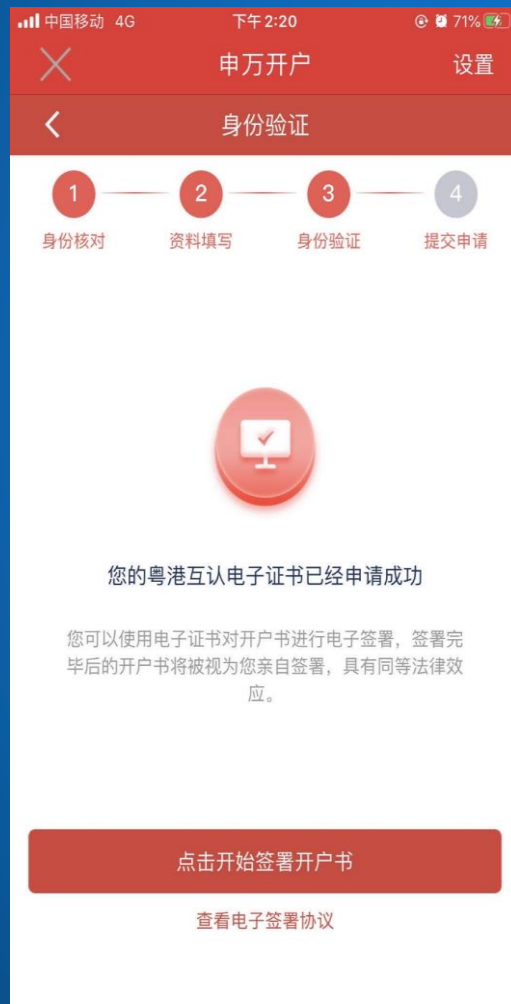 中国移动 4G 下午2:20 71%
申万开户 设置
身份验证
1 2 3 4
身份核对 资料填写 身份验证 提交申请
您的粤港互认电子证书已经申请成功
您可以使用电子证书对开户书进行电子签署，签署完
毕后的开户书将被视为您亲自签署，具有同等法律效
应。
点击开始签署开户书
查看电子签署协议